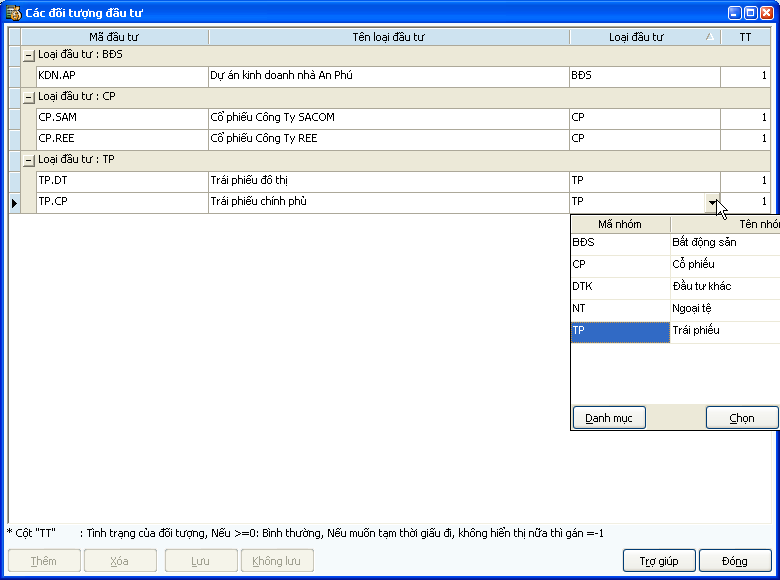 Các đối tượng đầu tư
Mã đầu tư Tên loại đầu tư Loại đầu tư TT
Loại đầu tư : BĐS
KDN.AP Dự án kinh doanh nhà An Phú BĐS 1
Loại đầu tư : CP
CP.SAM Cổ phiếu Công Ty SACOM CP 1
CP.REE Cổ phiếu Công Ty REE CP 1
Loại đầu tư : TP
TP.DT Trái phiếu đô thị TP 1
TP.CP Trái phiếu chính phủ TP 1
Mã nhóm Tên nhó
BĐS Bất động sản
CP Cổ phiếu
DTK Đầu tư khác
NT Ngoại tệ
TP Trái phiếu
Danh mục Chọn
* Cột "TT" : Tình trạng của đối tượng, Nếu >=0: Bình thường, Nếu muốn tạm thời giấu đi, không hiển thị nữa thì gán =-1
Thêm Xóa Lưu Không lưu Trợ giúp Đóng